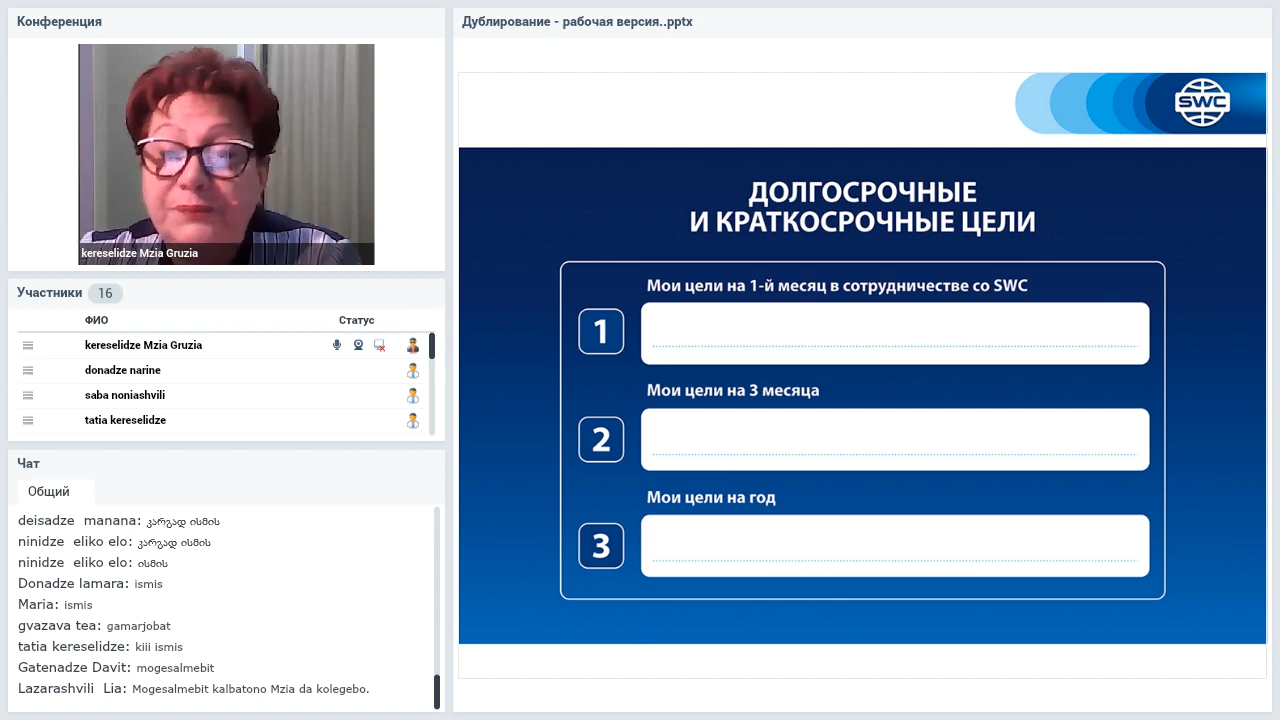 Конференция
kereselidze Mzia Gruzia
Участники 16
ФИО Статус
kereselidze Mzia Gruzia
donadze narine
saba noniashvili
tatia kereselidze
Чат
Общий
deisadze manana: კარგად ისმის
ninidze eliko elo: კარგად ისმის
ninidze eliko elo: ისმის
Donadze lamara: ismis
Maria: ismis
gvazava tea: gamarjobat
tatia kereselidze: kiii ismis
Gatenadze Davit: mogesalmebit
Lazarashvili Lia: Mogesalmebit kalbatono Mzia da kolegebo.
Дублирование - рабочая версия..pptx
SWC
ДОЛГОСРОЧНЫЕ
И КРАТКОСРОЧНЫЕ ЦЕЛИ
Мои цели на 1-й месяц в сотрудничестве со SWC
1
Мои цели на 3 месяца
2
Мои цели на год
3